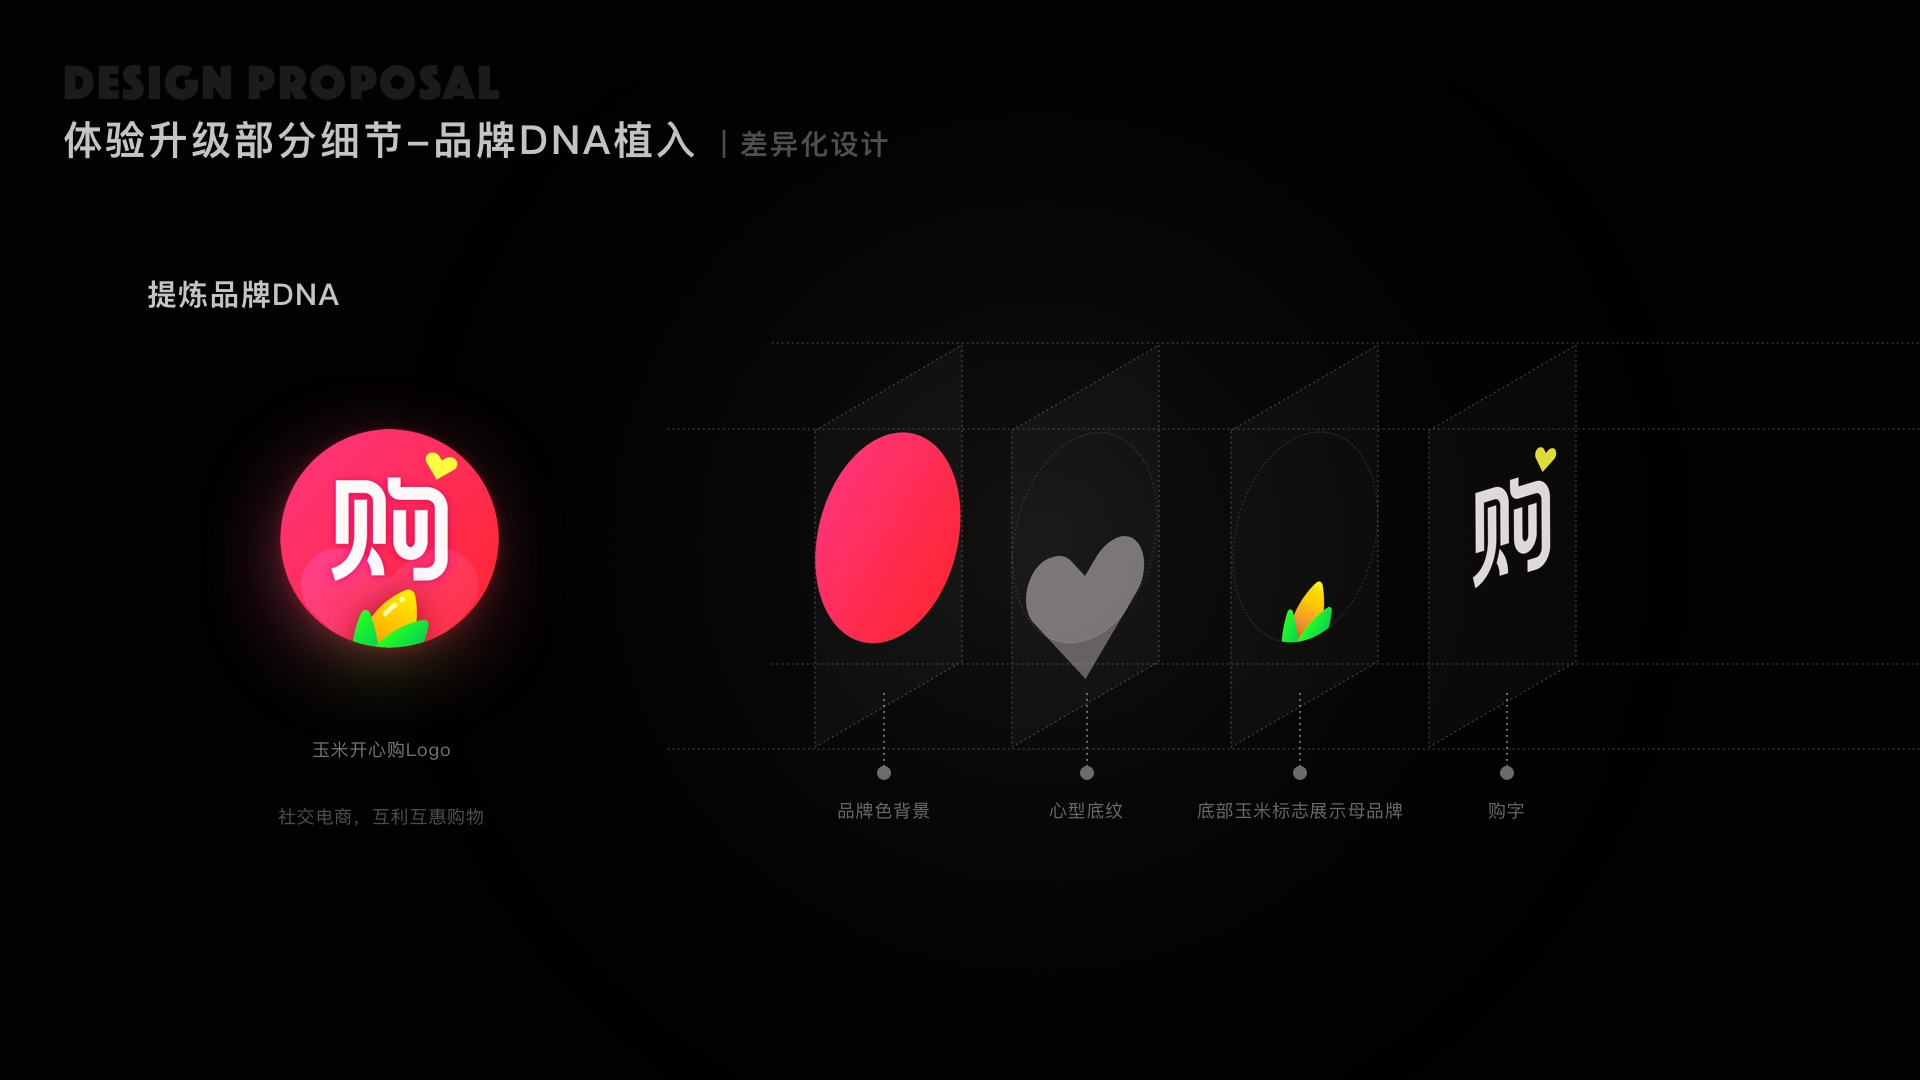 DESIGN PROPOSAL
体验升级部分细节–品牌DNA植入 | 差异化设计
提炼品牌DNA
购
购
玉米开心购Logo
社交电商，互利互惠购物
品牌色背景
心型底纹
底部玉米标志展示母品牌
购字